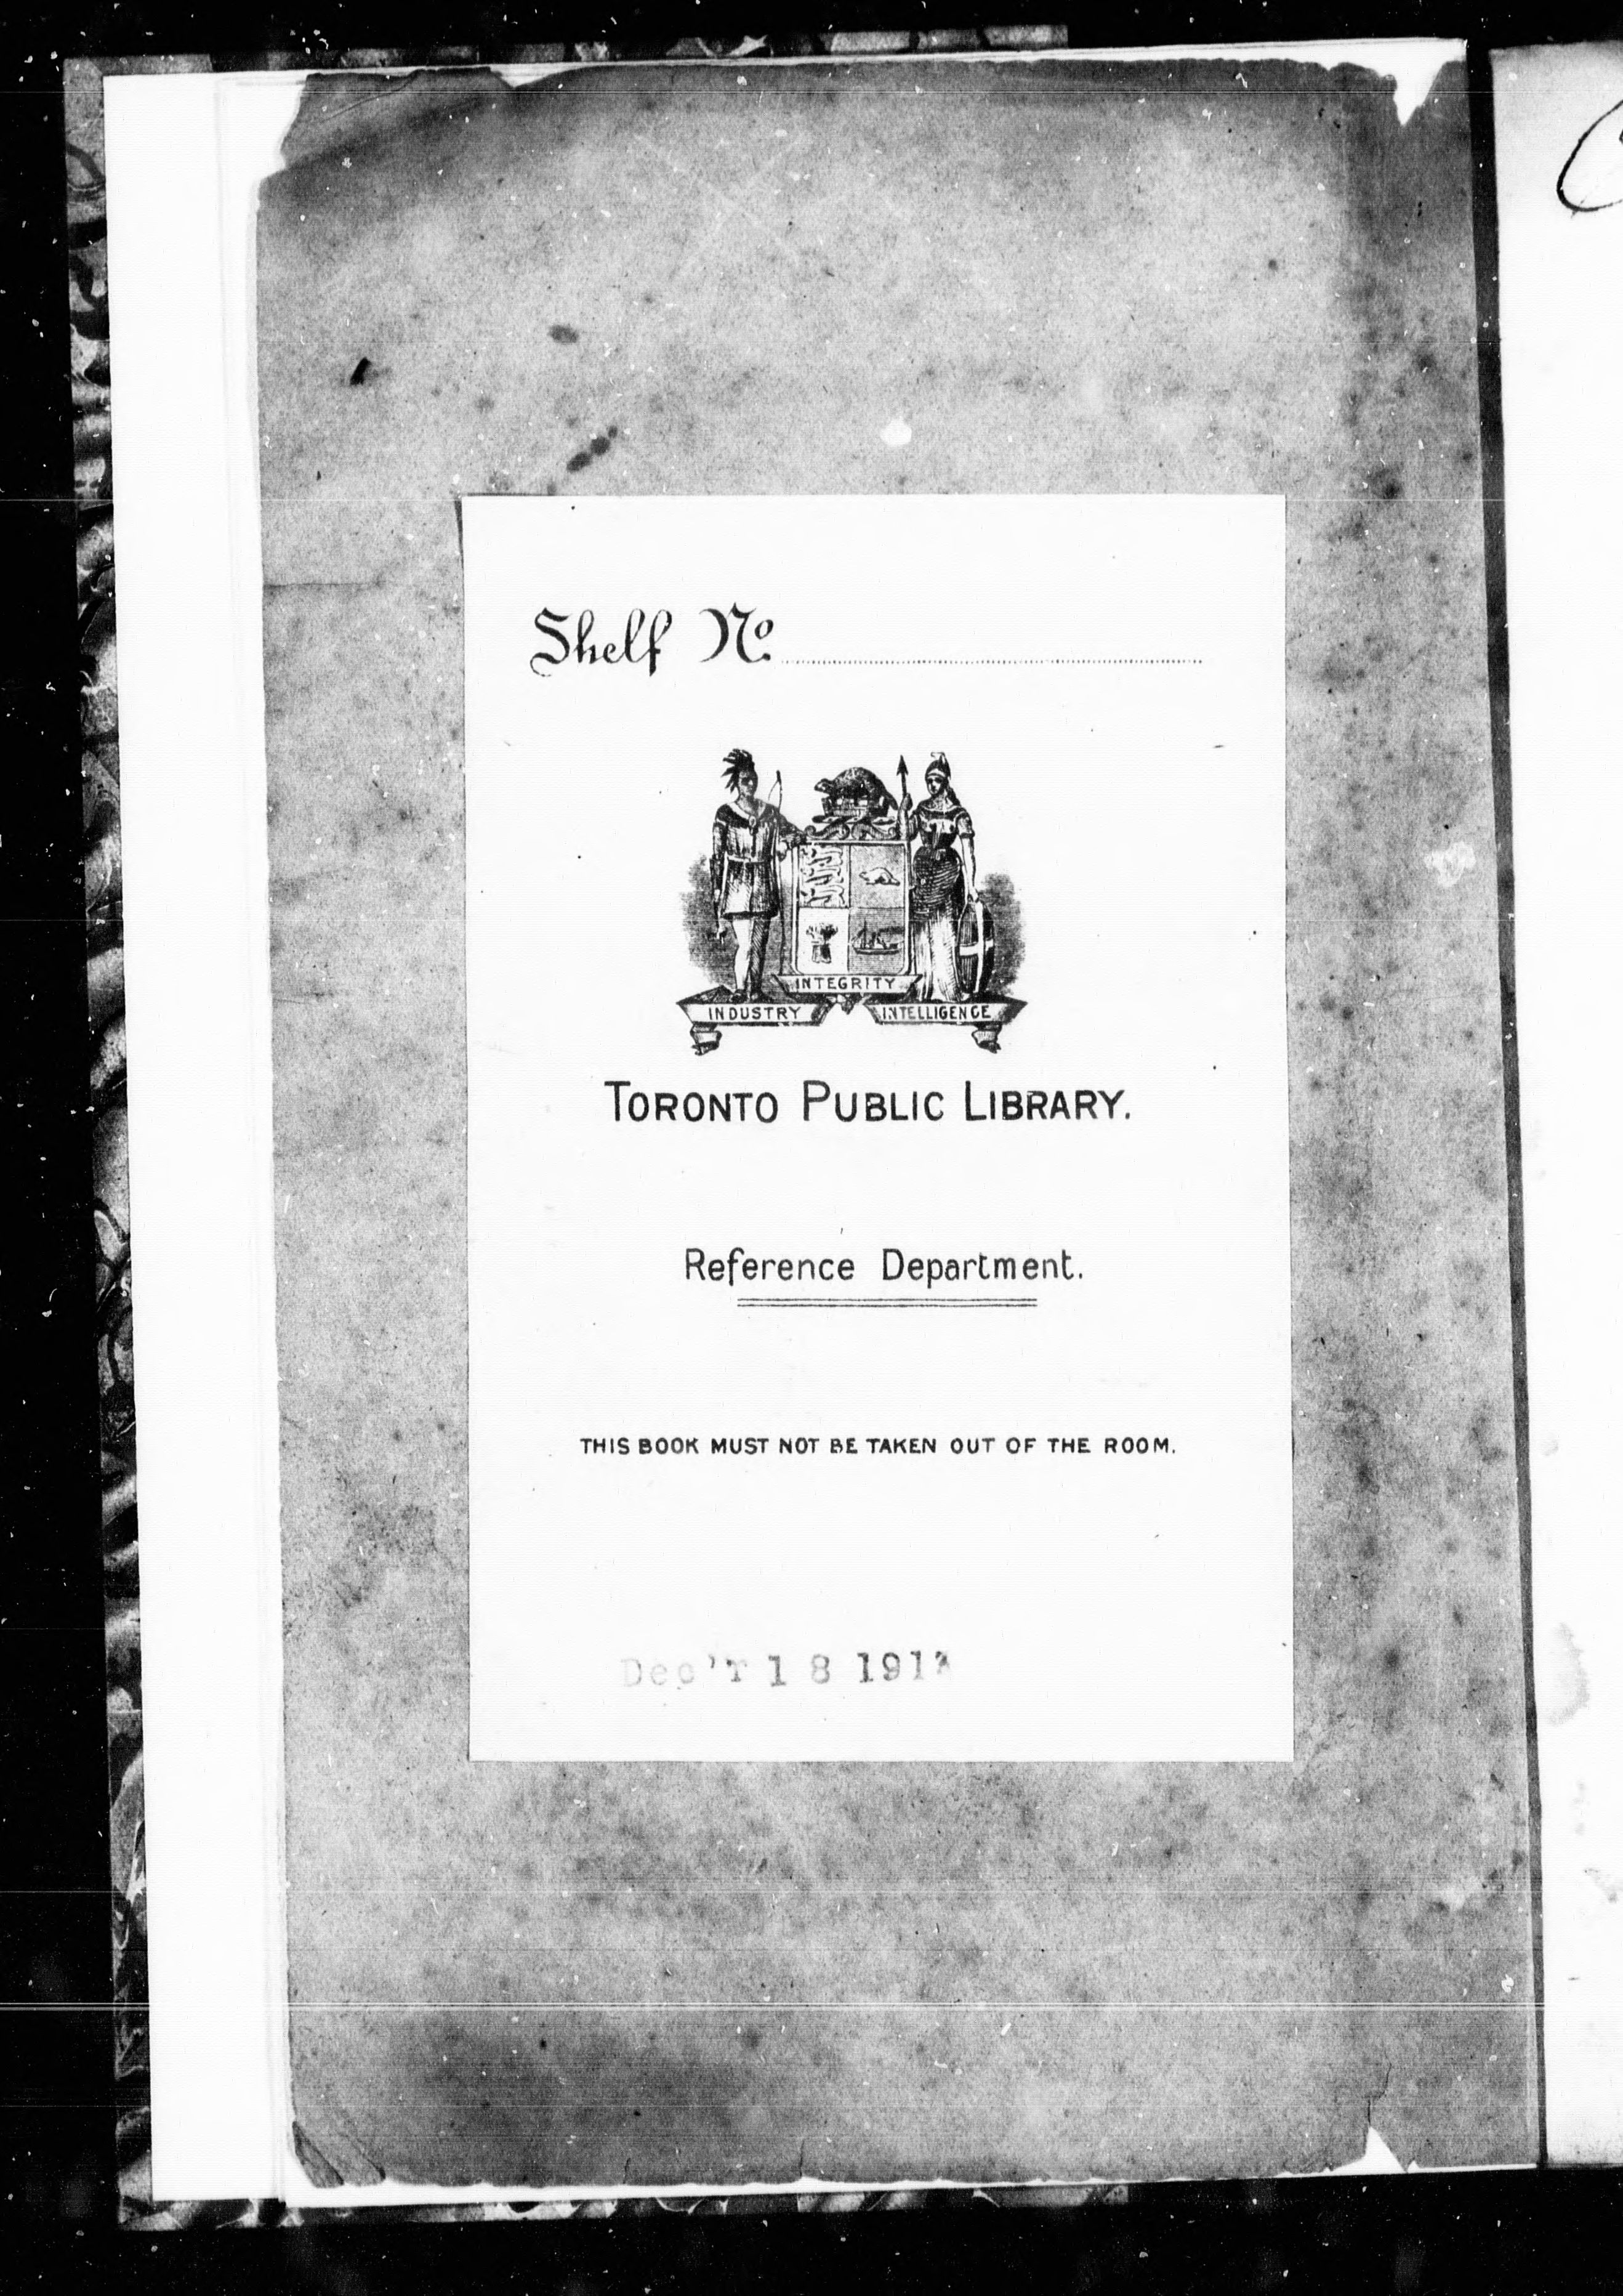 Shelf No.
INTEGRITY
INDUSTRY INTELLIGENCE
TORONTO PUBLIC LIBRARY.
Reference Department.
THIS BOOK MUST NOT BE TAKEN OUT OF THE ROOM.
18